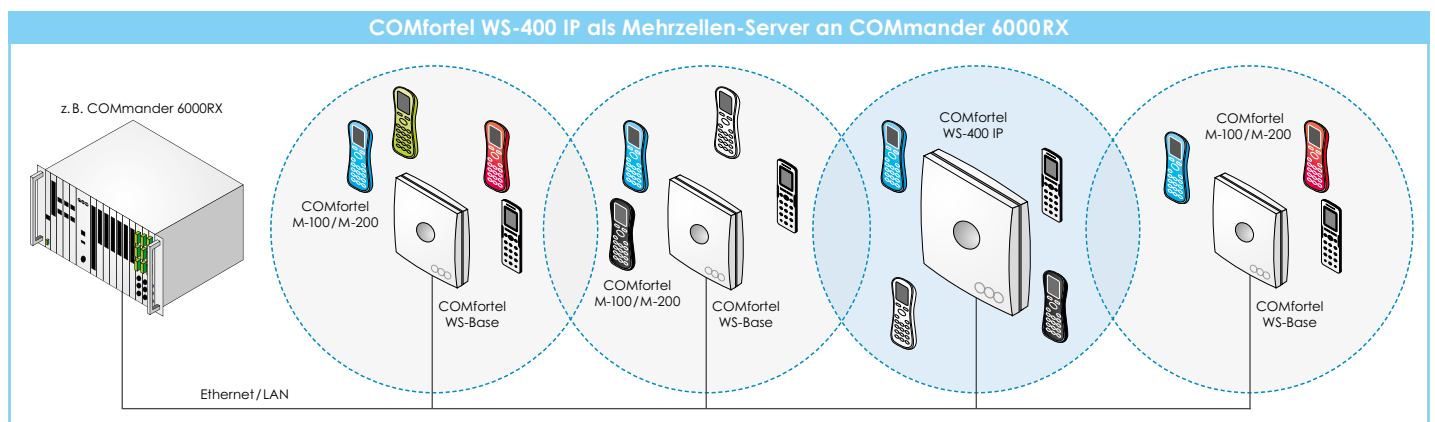 COMfortel WS-400 IP als Mehrzellen-Server an COMmander 6000RX
z.B. COMmander 6000RX
COMfortel
M-100/M-200
COMfortel
WS-Base
COMfortel
M-100/M-200
COMfortel
WS-Base
COMfortel
WS-400 IP
COMfortel
M-100/M-200
COMfortel
WS-Base
Ethernet/LAN